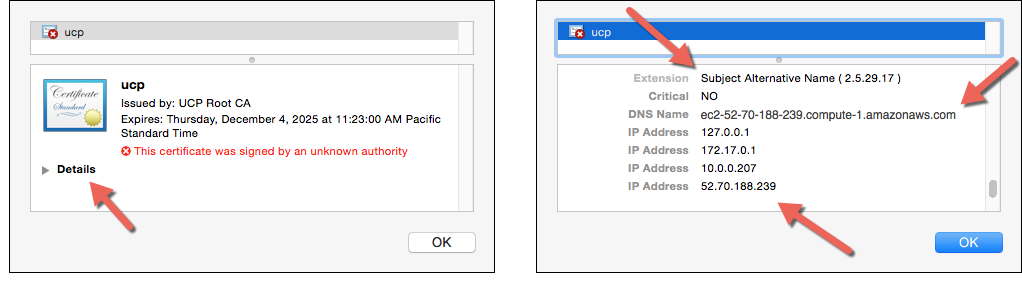 ucp
Certificate
Standard
ucp
Issued by: UCP Root CA
Expires: Thursday, December 4, 2025 at 11:23:00 AM Pacific
Standard Time
This certificate was signed by an unknown authority
Details
OK
ucp
Extension Subject Alternative Name ( 2.5.29.17 )
Critical NO
DNS Name ec2-52-70-188-239.compute-1.amazonaws.com
IP Address 127.0.0.1
IP Address 172.17.0.1
IP Address 10.0.0.207
IP Address 52.70.188.239
OK